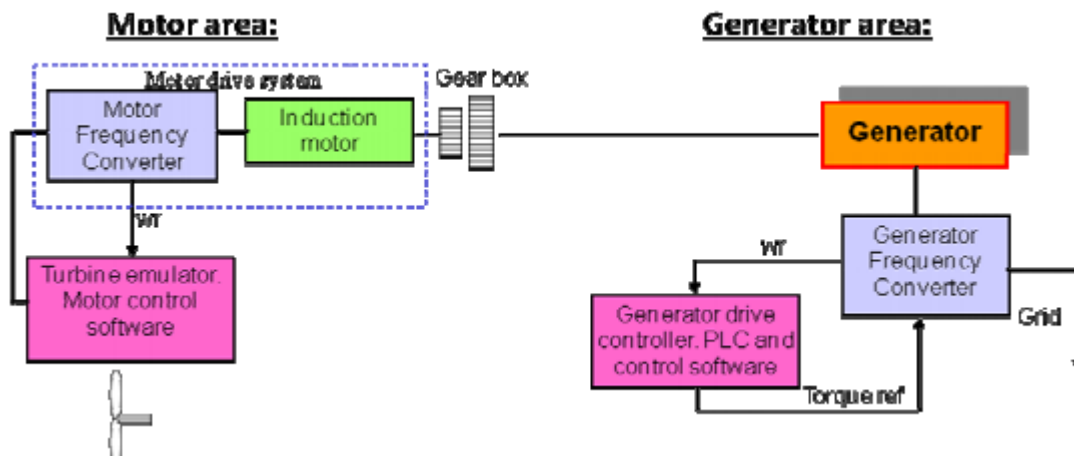 Motor area:
Generator area:
Motor drive system
Gear box
Motor
Frequency
Converter
Induction
motor
Generator
Wr
Turbine emulator.
Motor control
software
Generator
Frequency
Converter
Wr
Grid
Generator drive
controller. PLC and
control software
Torque ref